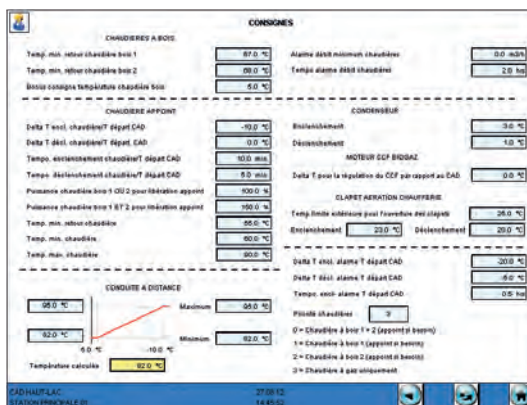 CONSIGNES
CHAUDIERES A BOIS
Temp. min. retour chaudière bois 1 67.0 °C
Temp. min. retour chaudière bois 2 68.0 °C
Bonus consigne température chaudière bois 5.0 °C
Alarme débit minimum chaudières 0.0 m3/h
Tempo alarme débit chaudières 2.0 hrs
CHAUDIERE APPOINT
Delta T encl. chaudière/T départ CAD -10.0 °C
Delta T décl. chaudière/T départ. CAD 0.0 °C
Tempo. enclenchement chaudière/T départ CAD 10.0 min
Tempo. déclenchement chaudière/T départ CAD 5.0 min
Puissance chaudière bois 1 OU 2 pour libération appoint 100.0 %
Puissance chaudière bois 1 ET 2 pour libération appoint 150.0 %
Temp. min. retour chaudière
Temp. min. chaudière 60.0 °C
Temp. max. chaudière 90.0 °C
CONDENSEUR
Enclenchement 3.0 °C
Déclenchement 1.0 °C
MOTEUR CCF BIOGAZ
Delta T pour la régulation du CCF par rapport au CAD 0.0 °C
CLAPET AERATION CHAUFFERIE
Temp.limite extérieure pour l'ouverture des clapets 25.0 °C
Enclenchement 23.0 °C Déclenchement 20.0 °C
CONDUITE A DISTANCE
95.0 °C Maximum 95.0 °C
82.0 °C Minimum 82.0 °C
5.0 °C -10.0 °C
Température calculée 82.0 °C
Delta T encl. alarme T départ CAD -20.0 °C
Delta T décl. alarme T départ CAD -5.0 °C
Tempo. encl- alarme T départ CAD 0.5 hrs
Priorité chaudières 3
0 = Chaudière à bois 1 + 2 (appoint si besoin)
1 = Chaudière à bois 1 (appoint si besoin)
2 = Chaudière à bois 2 (appoint si besoin)
3 = Chaudière à gaz uniquement
CAD HAUT-LAC 27.08.12
STATION PRINCIPALE 01 14:45:52